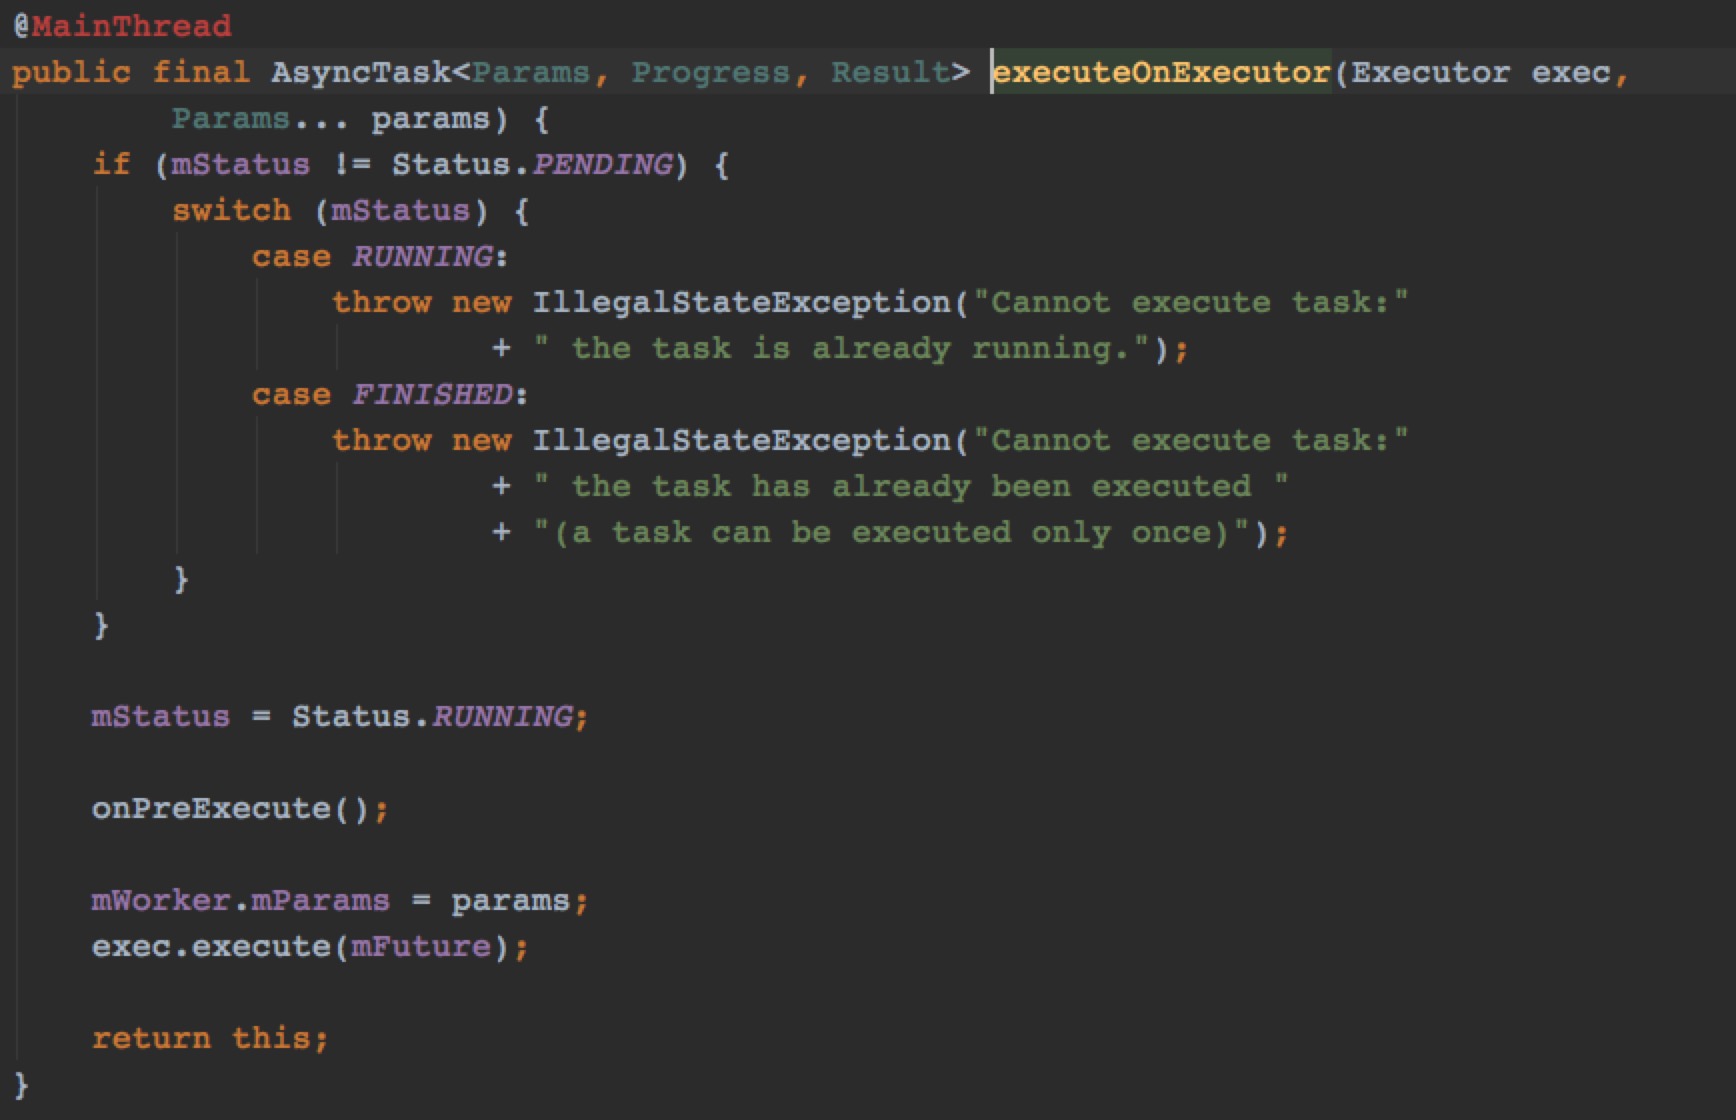 @MainThread
public final AsyncTask<Params, Progress, Result> executeOnExecutor(Executor exec,
        Params... params) {
    if (mStatus != Status.PENDING) {
        switch (mStatus) {
            case RUNNING:
                throw new IllegalStateException("Cannot execute task:"
                        + " the task is already running.");
            case FINISHED:
                throw new IllegalStateException("Cannot execute task:"
                        + " the task has already been executed "
                        + "(a task can be executed only once)");
        }
    }

    mStatus = Status.RUNNING;

    onPreExecute();

    mWorker.mParams = params;
    exec.execute(mFuture);

    return this;
}